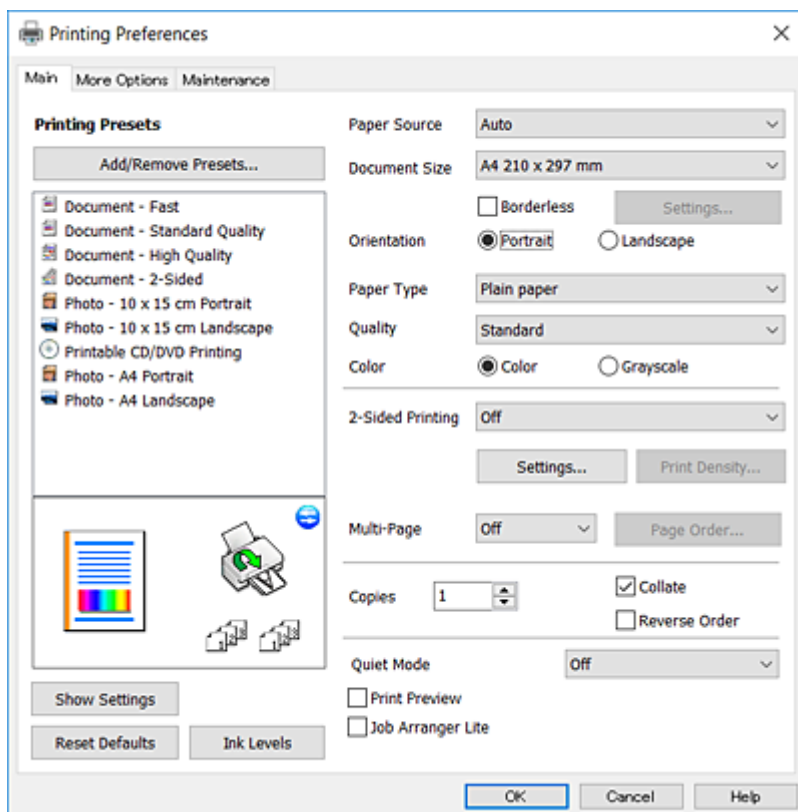 Printing Preferences
Main More Options Maintenance
Printing Presets
Add/Remove Presets...
Document - Fast
Document - Standard Quality
Document - High Quality
Document - 2-Sided
Photo - 10 x 15 cm Portrait
Photo - 10 x 15 cm Landscape
Printable CD/DVD Printing
Photo - A4 Portrait
Photo - A4 Landscape
Show Settings
Reset Defaults Ink Levels
Paper Source Auto
Document Size A4 210 x 297 mm
Borderless Settings...
Orientation Portrait Landscape
Paper Type Plain paper
Quality Standard
Color Color Grayscale
2-Sided Printing Off
Settings... Print Density...
Multi-Page Off Page Order...
Copies 1 Collate
Reverse Order
Quiet Mode Off
Print Preview
Job Arranger Lite
OK Cancel Help